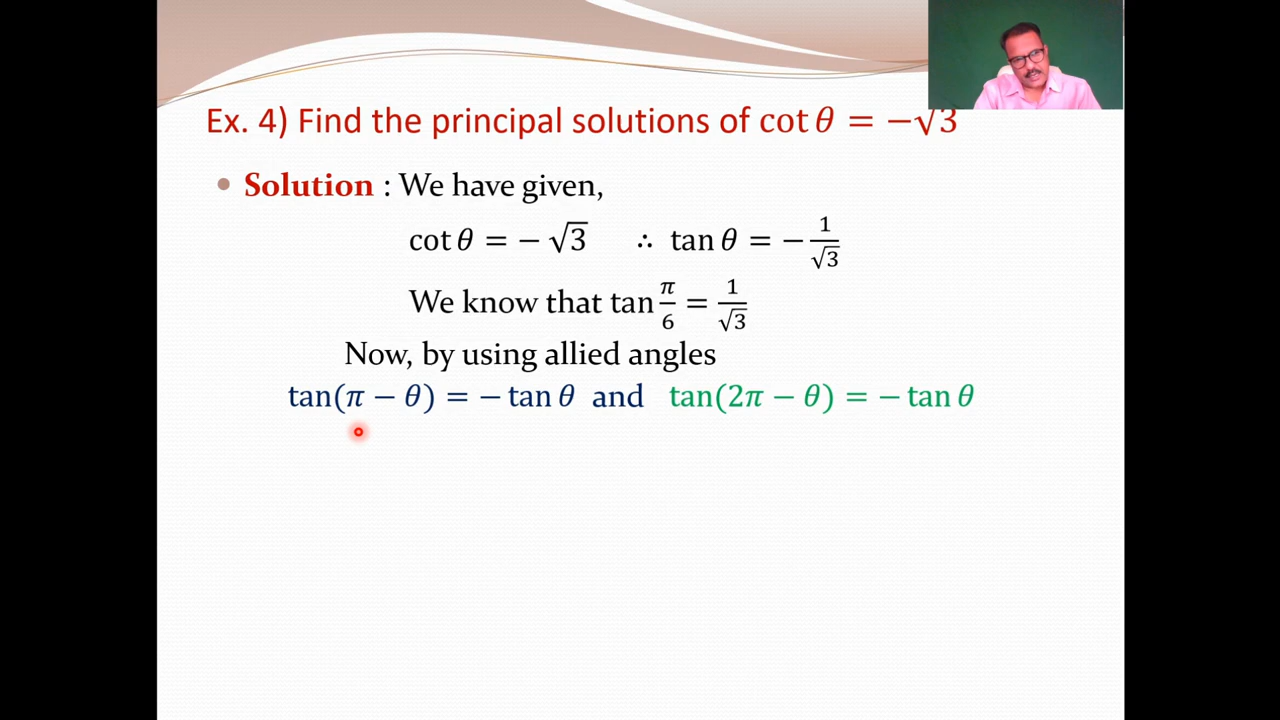 Ex. 4) Find the principal solutions of cot θ = −√3
• Solution : We have given,
cot θ = − √3 ∴ tan θ = − 1/√3
We know that tan π/6 = 1/√3
Now, by using allied angles
tan(π − θ) = − tan θ and tan(2π − θ) = − tan θ